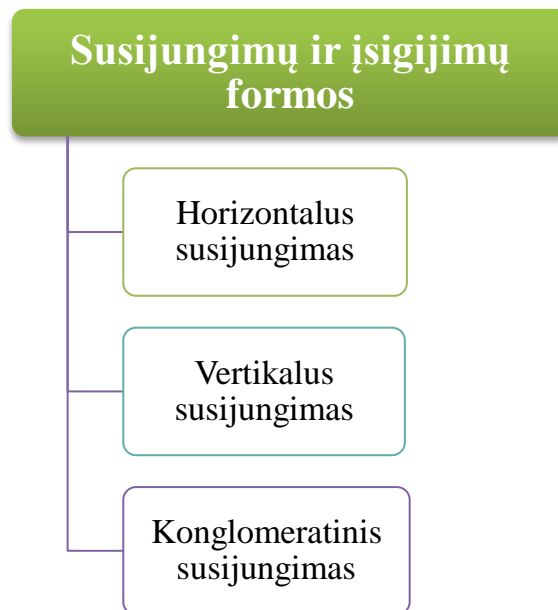 Susijungimų ir įsigijimų
formos
Horizontalus
susijungimas
Vertikalus
susijungimas
Konglomeratinis
susijungimas